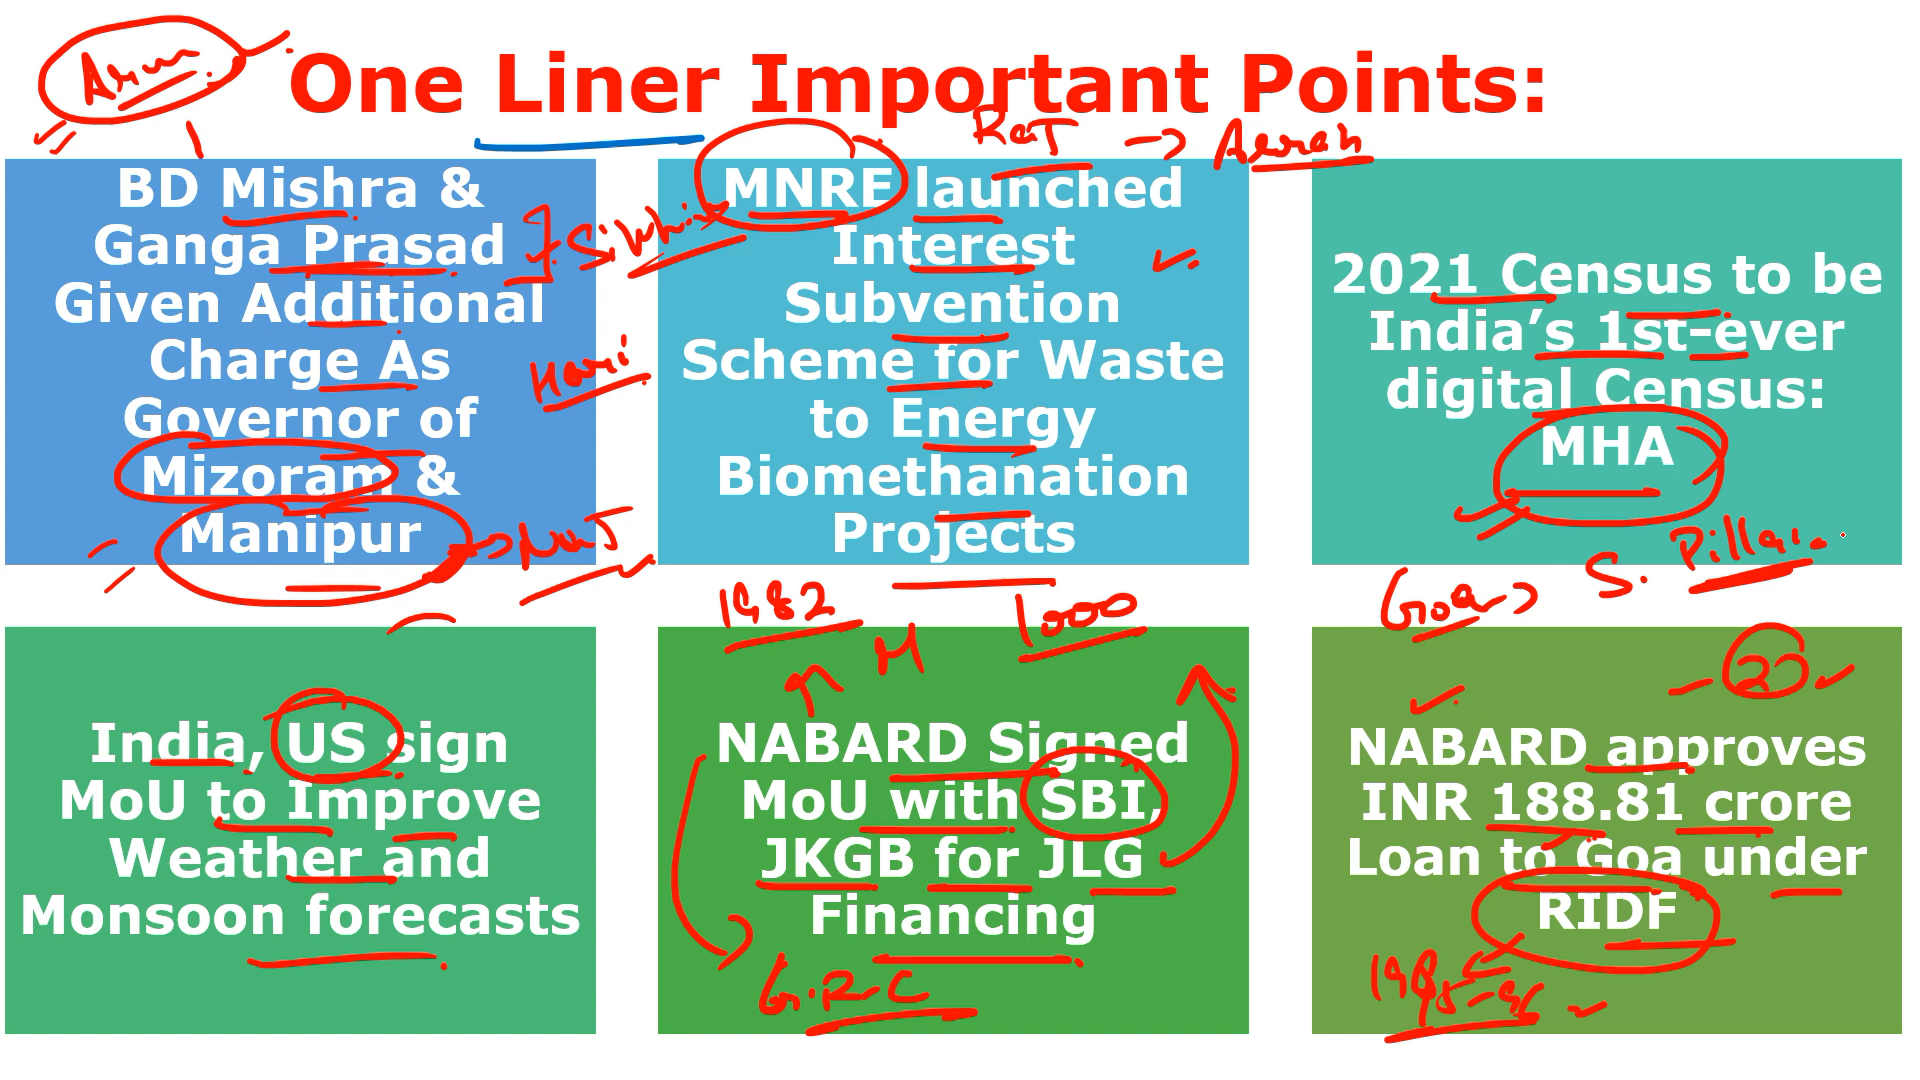 One Liner Important Points:
BD Mishra &
Ganga Prasad
Given Additional
Charge As
Governor of
Mizoram &
Manipur
MNRE launched
Interest
Subvention
Scheme for Waste
to Energy
Biomethanation
Projects
2021 Census to be
India’s 1st-ever
digital Census:
MHA
Goa → S. Pillai
India, US sign
MoU to Improve
Weather and
Monsoon forecasts
1982
1000
NABARD Signed
MoU with SBI,
JKGB for JLG
Financing
20
NABARD approves
INR 188.81 crore
Loan to Goa under
RIDF